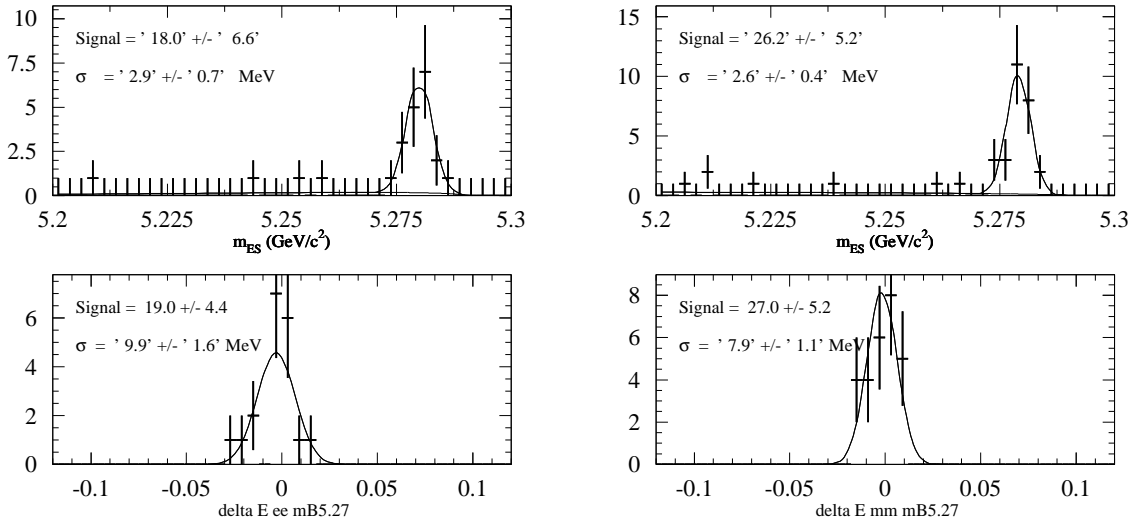 10
7.5
5
2.5
0
Signal = ' 18.0' +/- ' 6.6'
σ = ' 2.9' +/- ' 0.7' MeV
5.2 5.225 5.25 5.275 5.3
m_ES (GeV/c²)
15
10
5
0
Signal = ' 26.2' +/- ' 5.2'
σ = ' 2.6' +/- ' 0.4' MeV
5.2 5.225 5.25 5.275 5.3
m_ES (GeV/c²)
6
4
2
0
Signal = 19.0 +/- 4.4
σ = ' 9.9' +/- ' 1.6' MeV
-0.1 -0.05 0 0.05 0.1
delta E ee mB5.27
8
6
4
2
0
Signal = 27.0 +/- 5.2
σ = ' 7.9' +/- ' 1.1' MeV
-0.1 -0.05 0 0.05 0.1
delta E mm mB5.27